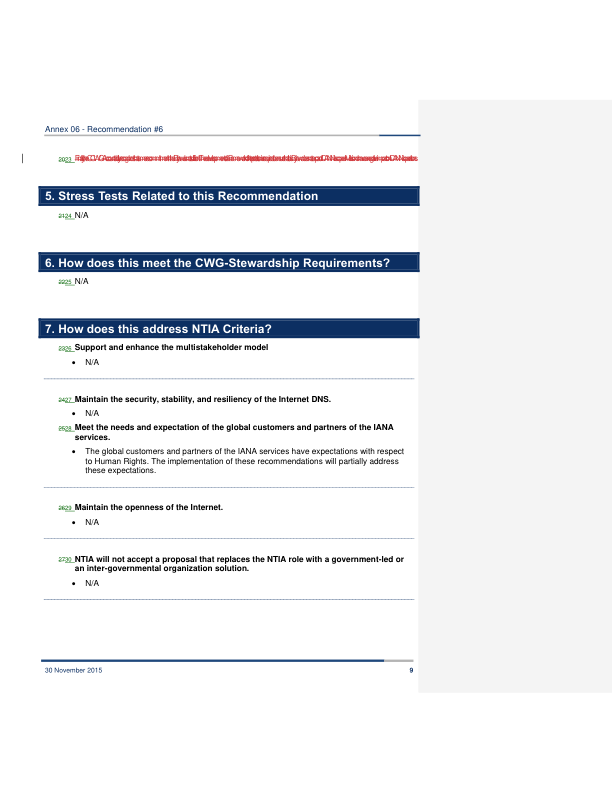 Annex 06 - Recommendation #6
2023
5. Stress Tests Related to this Recommendation
2124 N/A
6. How does this meet the CWG-Stewardship Requirements?
2225 N/A
7. How does this address NTIA Criteria?
2326 Support and enhance the multistakeholder model
• N/A
2427 Maintain the security, stability, and resiliency of the Internet DNS.
• N/A
2528 Meet the needs and expectation of the global customers and partners of the IANA
services.
• The global customers and partners of the IANA services have expectations with respect
to Human Rights. The implementation of these recommendations will partially address
these expectations.
2629 Maintain the openness of the Internet.
• N/A
2730 NTIA will not accept a proposal that replaces the NTIA role with a government-led or
an inter-governmental organization solution.
• N/A
30 November 2015
9